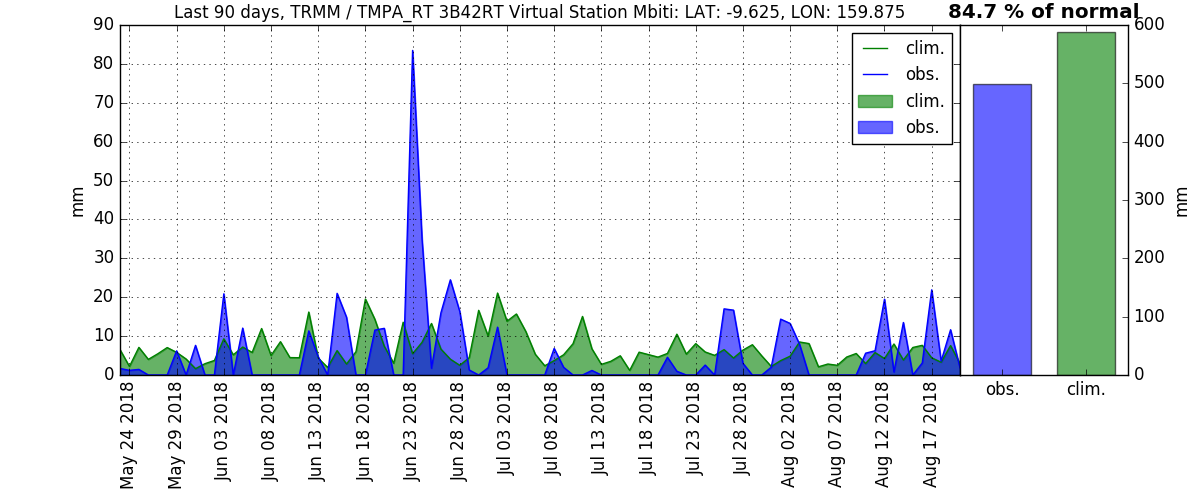 Last 90 days, TRMM / TMPA_RT 3B42RT Virtual Station Mbiti: LAT: -9.625, LON: 159.875
84.7 % of normal
90
80
70
60
50
40
30
20
10
0
mm
clim.
obs.
clim.
obs.
May 24 2018
May 29 2018
Jun 03 2018
Jun 08 2018
Jun 13 2018
Jun 18 2018
Jun 23 2018
Jun 28 2018
Jul 03 2018
Jul 08 2018
Jul 13 2018
Jul 18 2018
Jul 23 2018
Jul 28 2018
Aug 02 2018
Aug 07 2018
Aug 12 2018
Aug 17 2018
600
500
400
300
200
100
0
mm
obs.
clim.